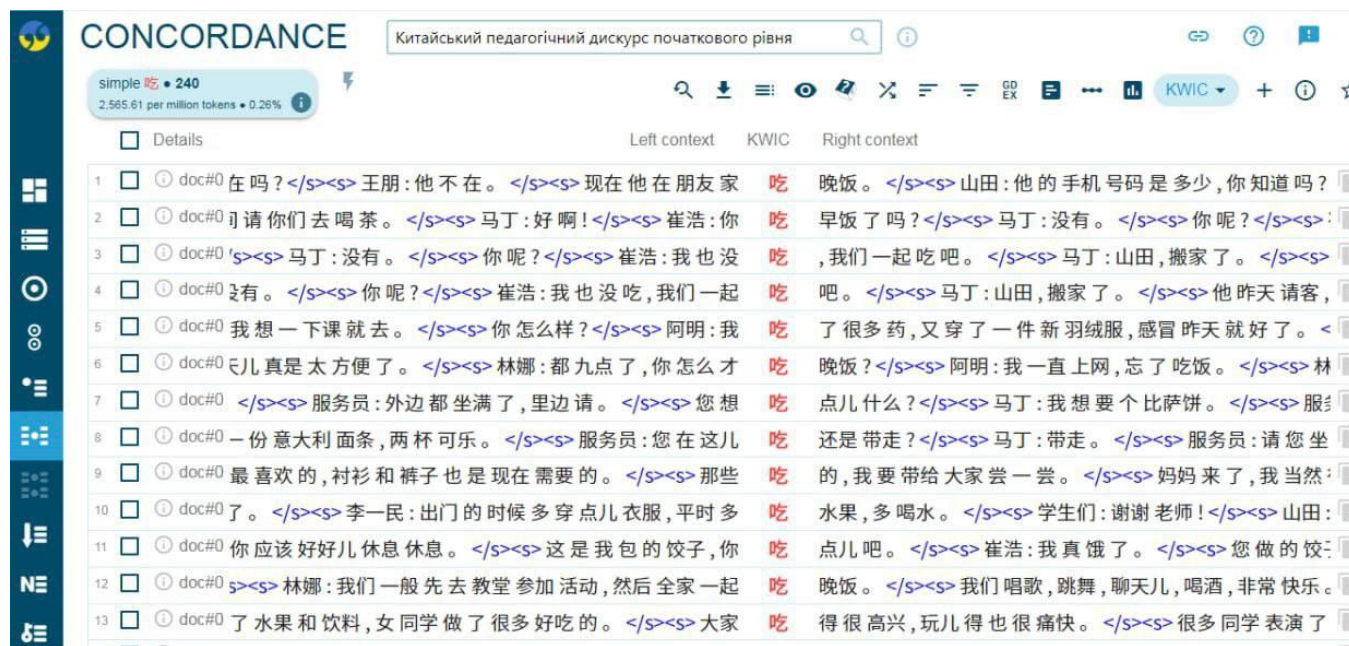 CONCORDANCE
Китайський педагогічний дискурс початкового рівня
simple 吃 • 240
2,565.61 per million tokens • 0.26%
GD EX
KWIC
Details Left context KWIC Right context
1 doc#0 在吗?</s><s>王朋:他不在。</s><s>现在他在朋友家 吃 晚饭。</s><s>山田:他的手机号码是多少,你知道吗?
2 doc#0 请你们去喝茶。</s><s>马丁:好啊!</s><s>崔浩:你 吃 早饭了吗?</s><s>马丁:没有。</s><s>你呢?</s><s>
3 doc#0 s><s>马丁:没有。</s><s>你呢?</s><s>崔浩:我也没 吃 ,我们一起吃吧。</s><s>马丁:山田,搬家了。</s><s>
4 doc#0 没有。</s><s>你呢?</s><s>崔浩:我也没吃,我们一起 吃 吧。</s><s>马丁:山田,搬家了。</s><s>他昨天请客,
5 doc#0 我想一下课就去。</s><s>你怎么样?</s><s>阿明:我 吃 了很多药,又穿了一件新羽绒服,感冒昨天就好了。<
6 doc#0 天儿真是太方便了。</s><s>林娜:都九点了,你怎么才 吃 晚饭?</s><s>阿明:我一直上网,忘了吃饭。</s><s>林
7 doc#0 </s><s>服务员:外边都坐满了,里边请。</s><s>您想 吃 点儿什么?</s><s>马丁:我想要个比萨饼。</s><s>服务
8 doc#0 一份意大利面条,两杯可乐。</s><s>服务员:您在这儿 吃 还是带走?</s><s>马丁:带走。</s><s>服务员:请您坐
9 doc#0 最喜欢的,衬衫和裤子也是现在需要的。</s><s>那些 吃 的,我要带给大家尝一尝。</s><s>妈妈来了,我当然
10 doc#0 了。</s><s>李一民:出门的时候多穿点儿衣服,平时多 吃 水果,多喝水。</s><s>学生们:谢谢老师!</s><s>山田:
11 doc#0 你应该好好儿休息休息。</s><s>这是我包的饺子,你 吃 点儿吧。</s><s>崔浩:我真饿了。</s><s>您做的饺
12 doc#0 s><s>林娜:我们一般先去教堂参加活动,然后全家一起 吃 晚饭。</s><s>我们唱歌,跳舞,聊天儿,喝酒,非常快乐。
13 doc#0 了水果和饮料,女同学做了很多好吃的。</s><s>大家 吃 得很高兴,玩儿得也很痛快。</s><s>很多同学表演了